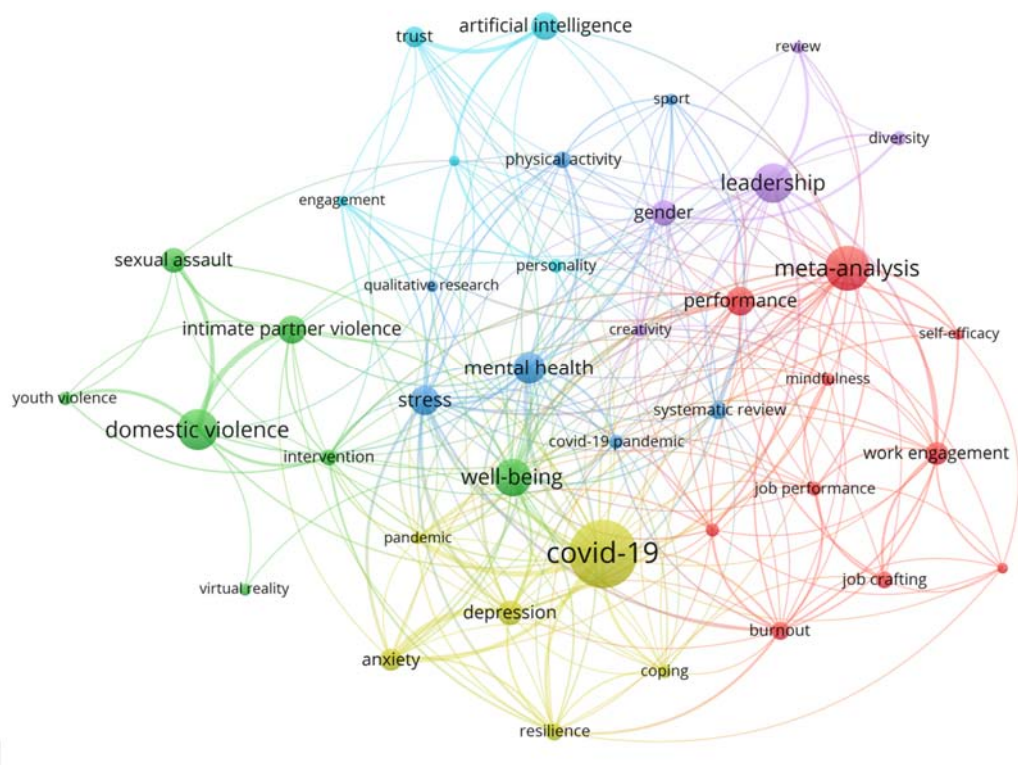 artificial intelligence
trust
review
sport
diversity
physical activity
leadership
engagement
gender
sexual assault
personality
meta-analysis
qualitative research
performance
intimate partner violence
creativity
self-efficacy
mental health
mindfulness
youth violence
stress
systematic review
domestic violence
covid-19 pandemic
intervention
work engagement
well-being
job performance
pandemic
covid-19
virtual reality
job crafting
depression
burnout
anxiety
coping
resilience